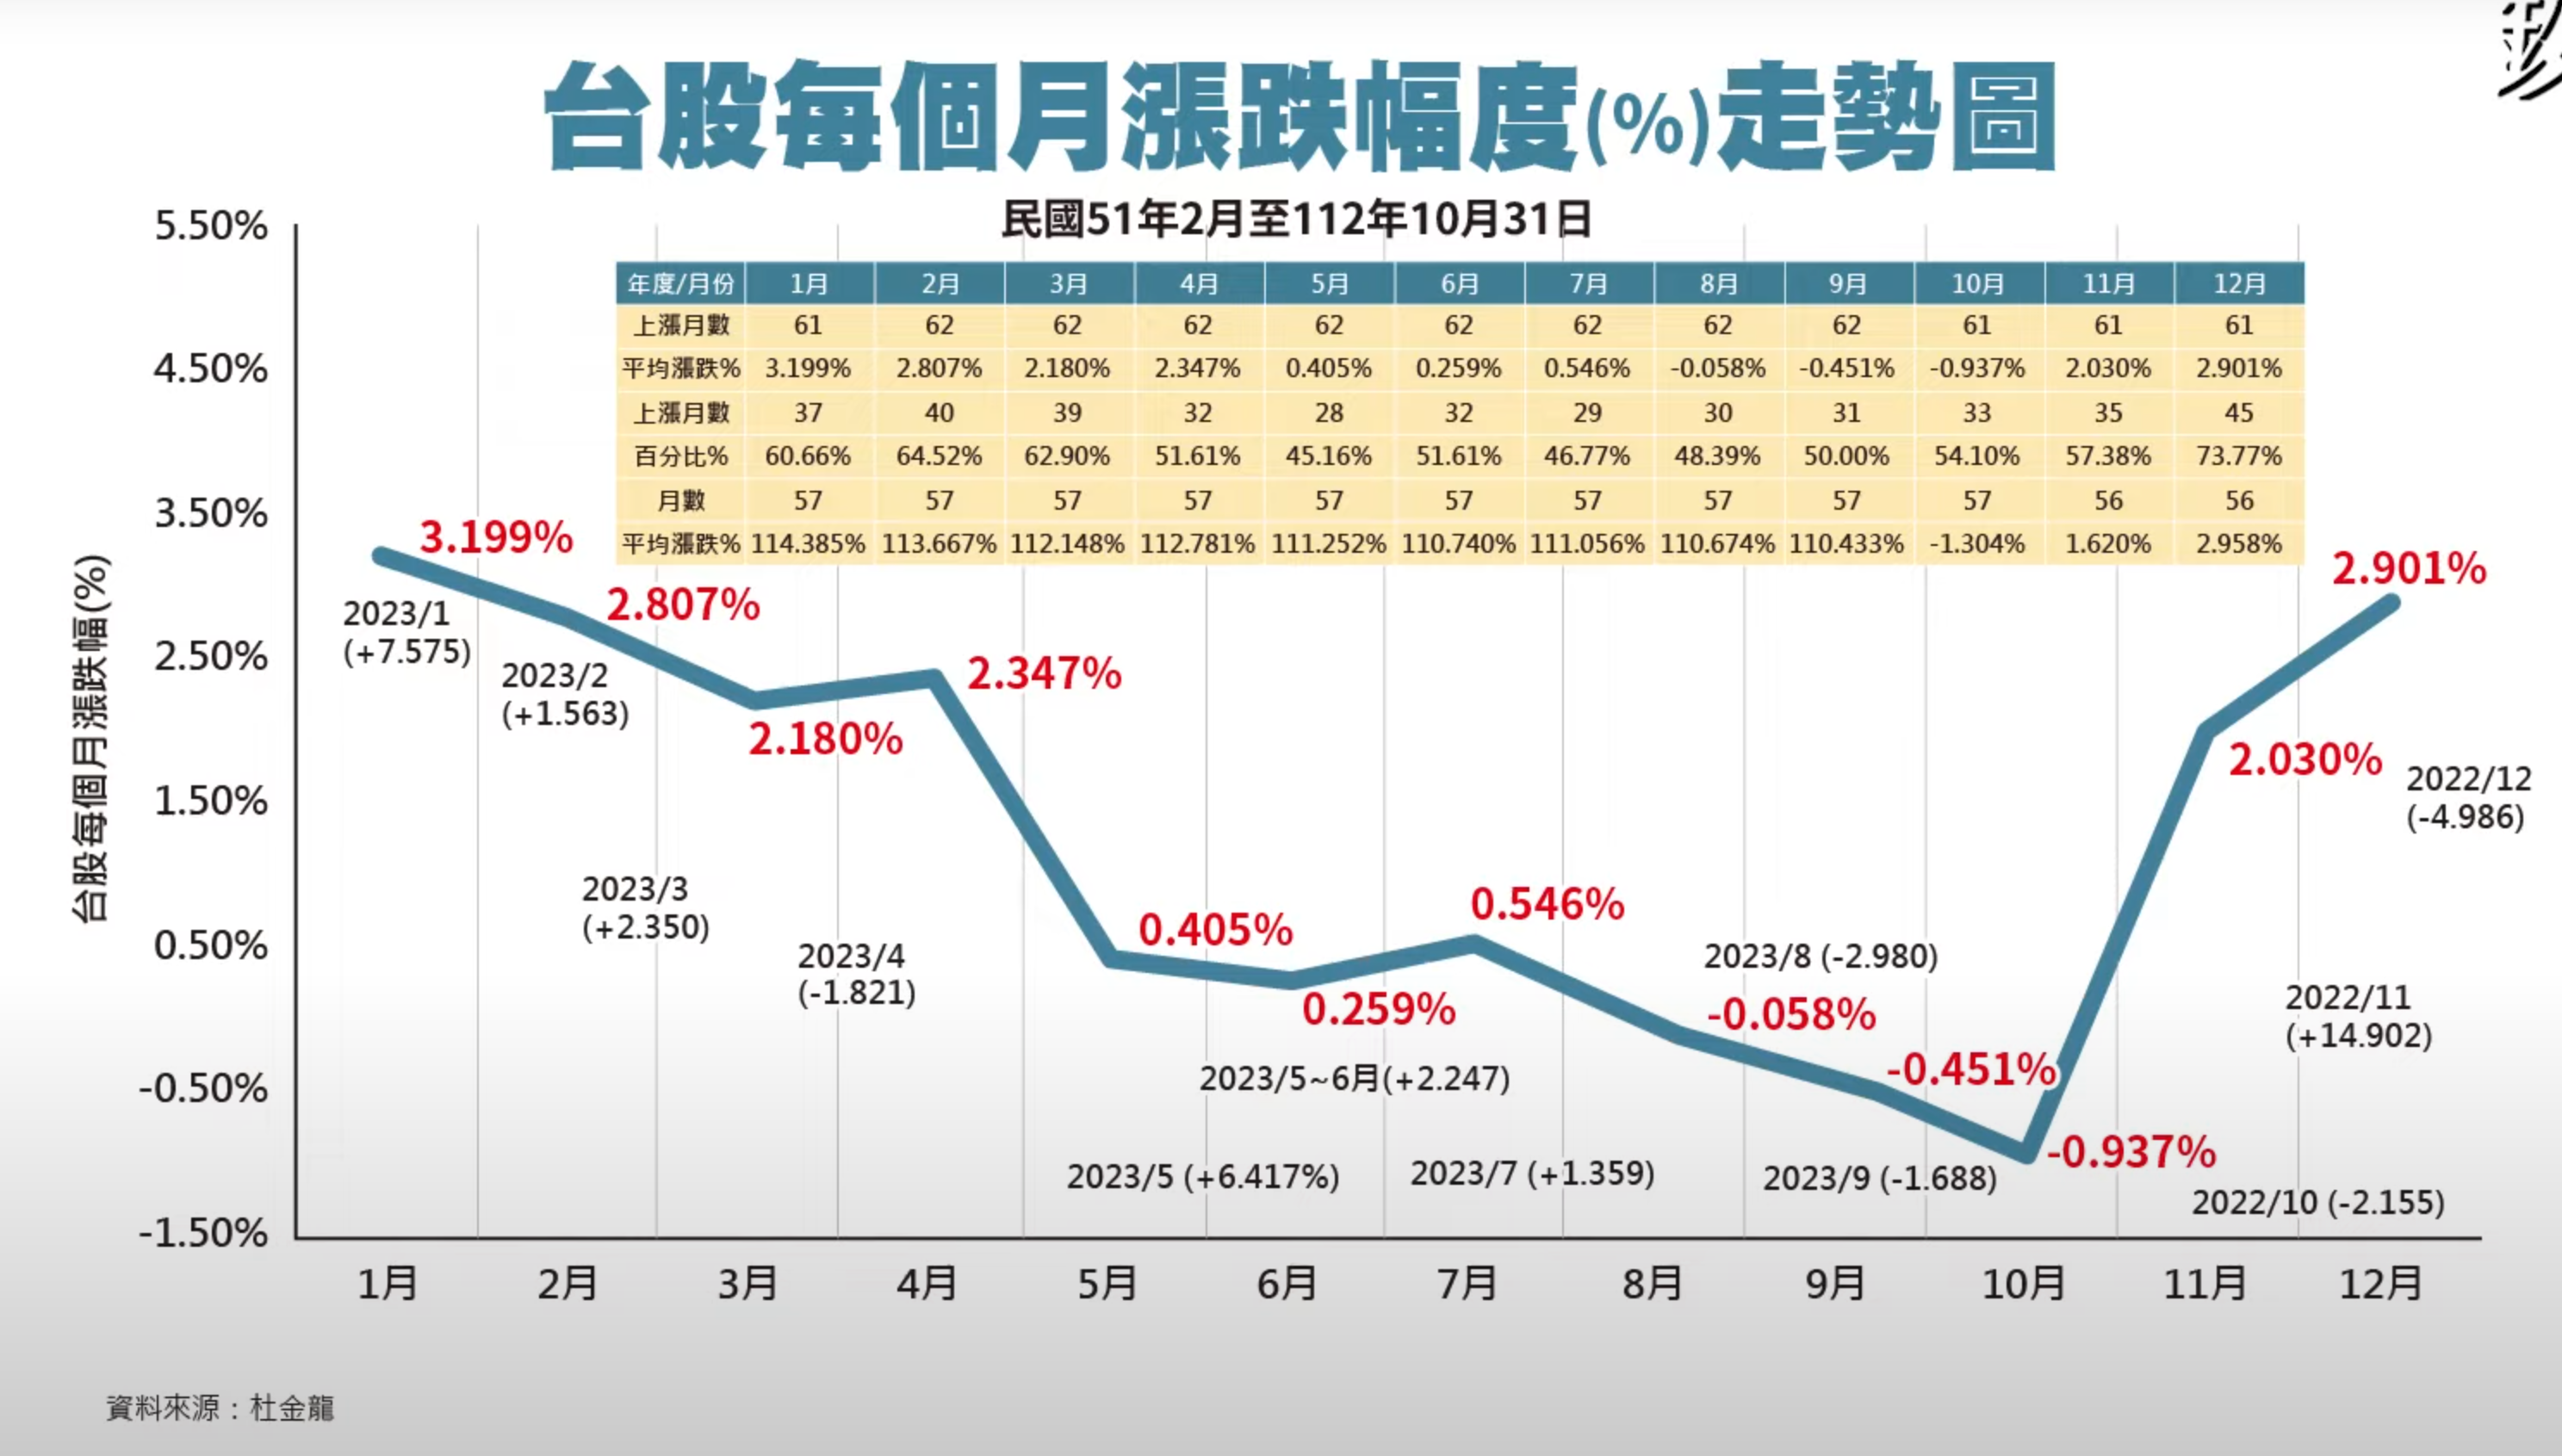 台股每個月漲跌幅度(%)走勢圖
民國51年2月至112年10月31日
年度/月份 1月 2月 3月 4月 5月 6月 7月 8月 9月 10月 11月 12月
上漲月數 61 62 62 62 62 62 62 62 62 61 61 61
平均漲跌% 3.199% 2.807% 2.180% 2.347% 0.405% 0.259% 0.546% -0.058% -0.451% -0.937% 2.030% 2.901%
上漲月數 37 40 39 32 28 32 29 30 31 33 35 45
百分比% 60.66% 64.52% 62.90% 51.61% 45.16% 51.61% 46.77% 48.39% 50.00% 54.10% 57.38% 73.77%
月數 57 57 57 57 57 57 57 57 57 57 56 56
平均漲跌% 114.385% 113.667% 112.148% 112.781% 111.252% 110.740% 111.056% 110.674% 110.433% -1.304% 1.620% 2.958%
台股每個月漲跌幅(%)
5.50%
4.50%
3.50%
2.50%
1.50%
0.50%
-0.50%
-1.50%
3.199%
2023/1
(+7.575)
2.807%
2023/2
(+1.563)
2.180%
2023/3
(+2.350)
2.347%
2023/4
(-1.821)
0.405%
2023/5 (+6.417%)
0.259%
2023/5~6月(+2.247)
0.546%
2023/7 (+1.359)
2023/8 (-2.980)
-0.058%
-0.451%
2023/9 (-1.688)
-0.937%
2022/10 (-2.155)
2.030%
2022/11
(+14.902)
2.901%
2022/12
(-4.986)
1月 2月 3月 4月 5月 6月 7月 8月 9月 10月 11月 12月
資料來源：杜金龍